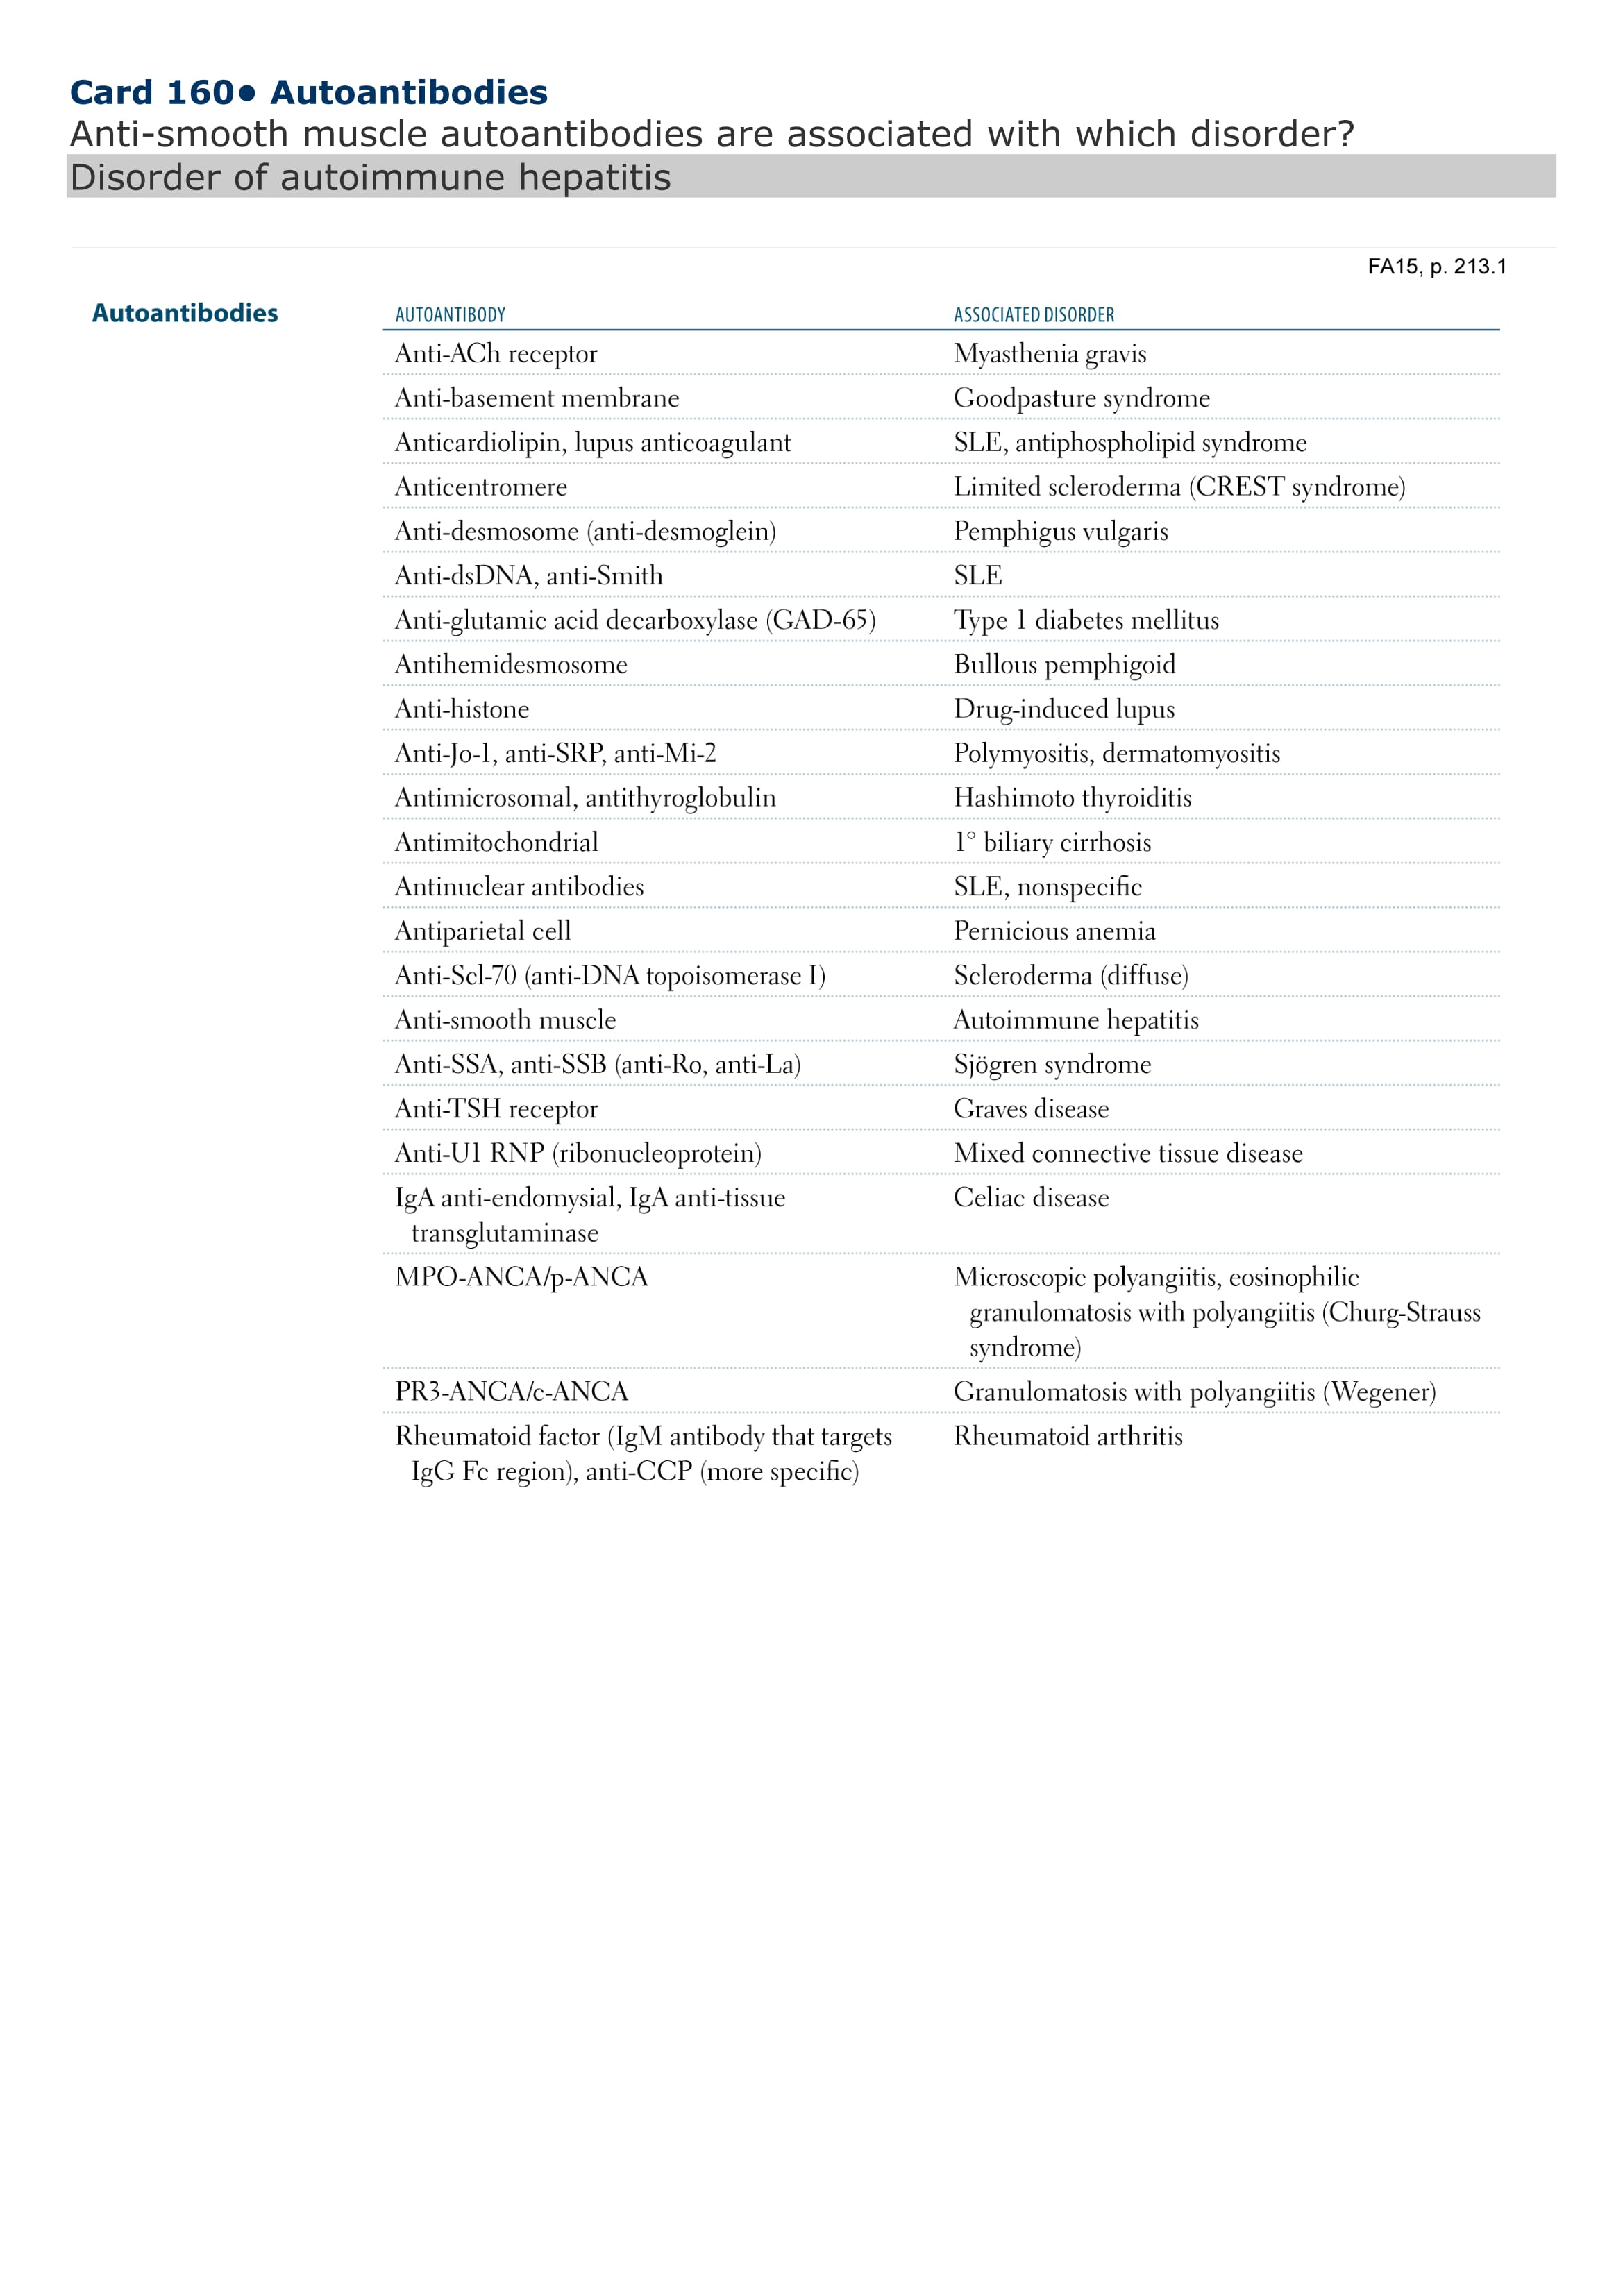 Card 160● Autoantibodies
Anti-smooth muscle autoantibodies are associated with which disorder?
Disorder of autoimmune hepatitis
FA15, p. 213.1
Autoantibodies AUTOANTIBODY ASSOCIATED DISORDER
Anti-ACh receptor Myasthenia gravis
Anti-basement membrane Goodpasture syndrome
Anticardiolipin, lupus anticoagulant SLE, antiphospholipid syndrome
Anticentromere Limited scleroderma (CREST syndrome)
Anti-desmosome (anti-desmoglein) Pemphigus vulgaris
Anti-dsDNA, anti-Smith SLE
Anti-glutamic acid decarboxylase (GAD-65) Type 1 diabetes mellitus
Antihemidesmosome Bullous pemphigoid
Anti-histone Drug-induced lupus
Anti-Jo-1, anti-SRP, anti-Mi-2 Polymyositis, dermatomyositis
Antimicrosomal, antithyroglobulin Hashimoto thyroiditis
Antimitochondrial 1° biliary cirrhosis
Antinuclear antibodies SLE, nonspecific
Antiparietal cell Pernicious anemia
Anti-Scl-70 (anti-DNA topoisomerase I) Scleroderma (diffuse)
Anti-smooth muscle Autoimmune hepatitis
Anti-SSA, anti-SSB (anti-Ro, anti-La) Sjögren syndrome
Anti-TSH receptor Graves disease
Anti-U1 RNP (ribonucleoprotein) Mixed connective tissue disease
IgA anti-endomysial, IgA anti-tissue Celiac disease
transglutaminase
MPO-ANCA/p-ANCA Microscopic polyangiitis, eosinophilic
granulomatosis with polyangiitis (Churg-Strauss
syndrome)
PR3-ANCA/c-ANCA Granulomatosis with polyangiitis (Wegener)
Rheumatoid factor (IgM antibody that targets Rheumatoid arthritis
IgG Fc region), anti-CCP (more specific)